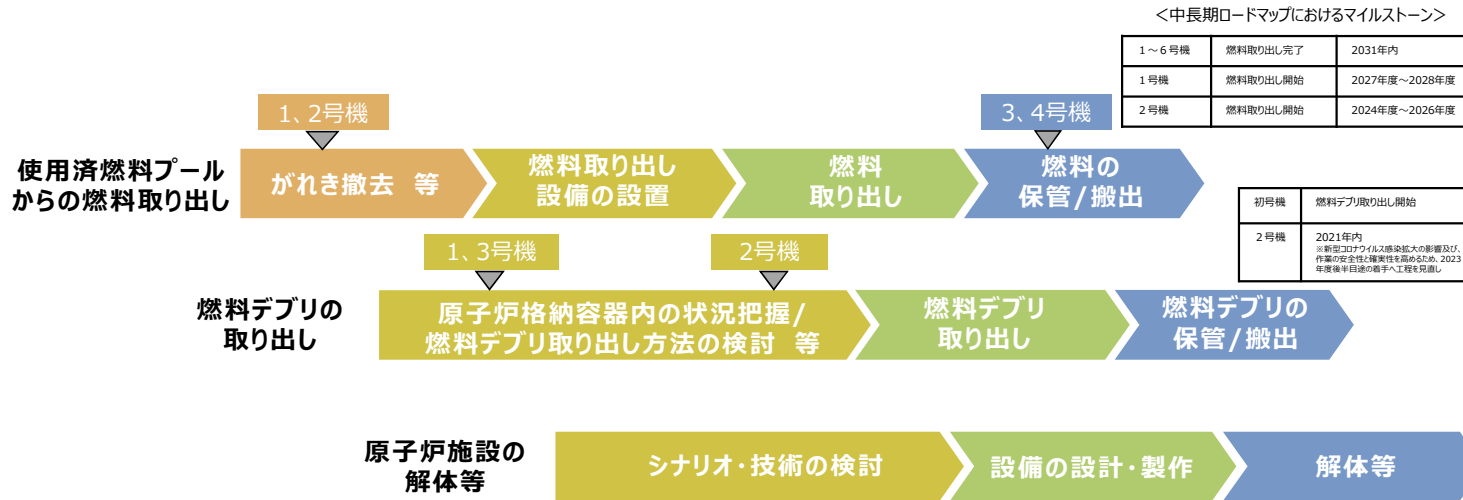 ＜中長期ロードマップにおけるマイルストーン＞
1～6号機 燃料取り出し完了 2031年内
1号機 燃料取り出し開始 2027年度～2028年度
2号機 燃料取り出し開始 2024年度～2026年度
1、2号機
3、4号機
使用済燃料プール
からの燃料取り出し
がれき撤去 等
燃料取り出し
設備の設置
燃料
取り出し
燃料の
保管/搬出
初号機 燃料デブリ取り出し開始
2号機 2021年内
※新型コロナウイルス感染拡大の影響及び、
作業の安全性と確実性を高めるため、2023
年度後半目途の着手へ工程を見直し
1、3号機
2号機
燃料デブリの
取り出し
原子炉格納容器内の状況把握/
燃料デブリ取り出し方法の検討 等
燃料デブリ
取り出し
燃料デブリの
保管/搬出
原子炉施設の
解体等
シナリオ・技術の検討
設備の設計・製作
解体等